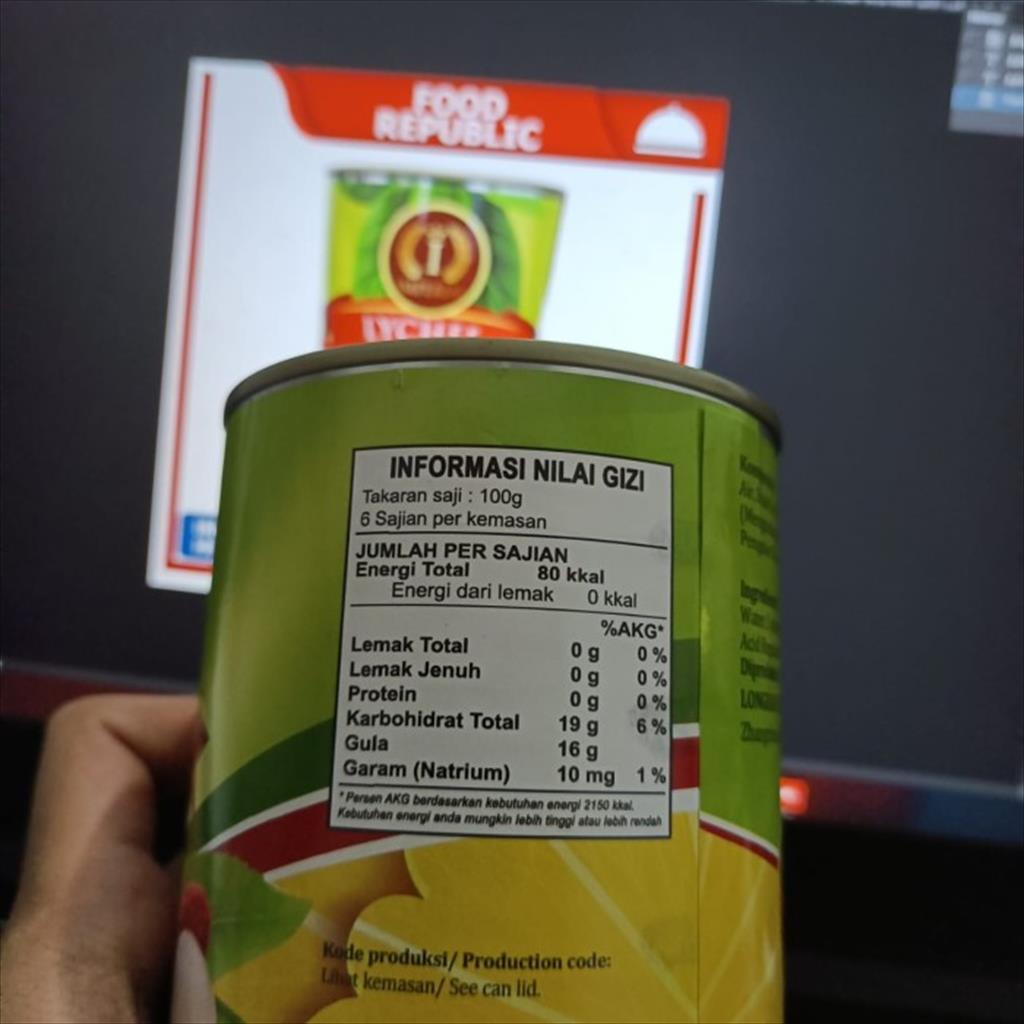 FOOD
REPUBLIC
INFORMASI NILAI GIZI
Takaran saji : 100g
6 Sajian per kemasan
JUMLAH PER SAJIAN
Energi Total 80 kkal
Energi dari lemak 0 kkal
%AKG*
Lemak Total 0 g 0 %
Lemak Jenuh 0 g 0 %
Protein 0 g 0 %
Karbohidrat Total 19 g 6 %
Gula 16 g
Garam (Natrium) 10 mg 1 %
* Persen AKG berdasarkan kebutuhan energi 2150 kkal.
Kebutuhan energi anda mungkin lebih tinggi atau lebih rendah
Kode produksi/ Production code:
Lihat kemasan/ See can lid.